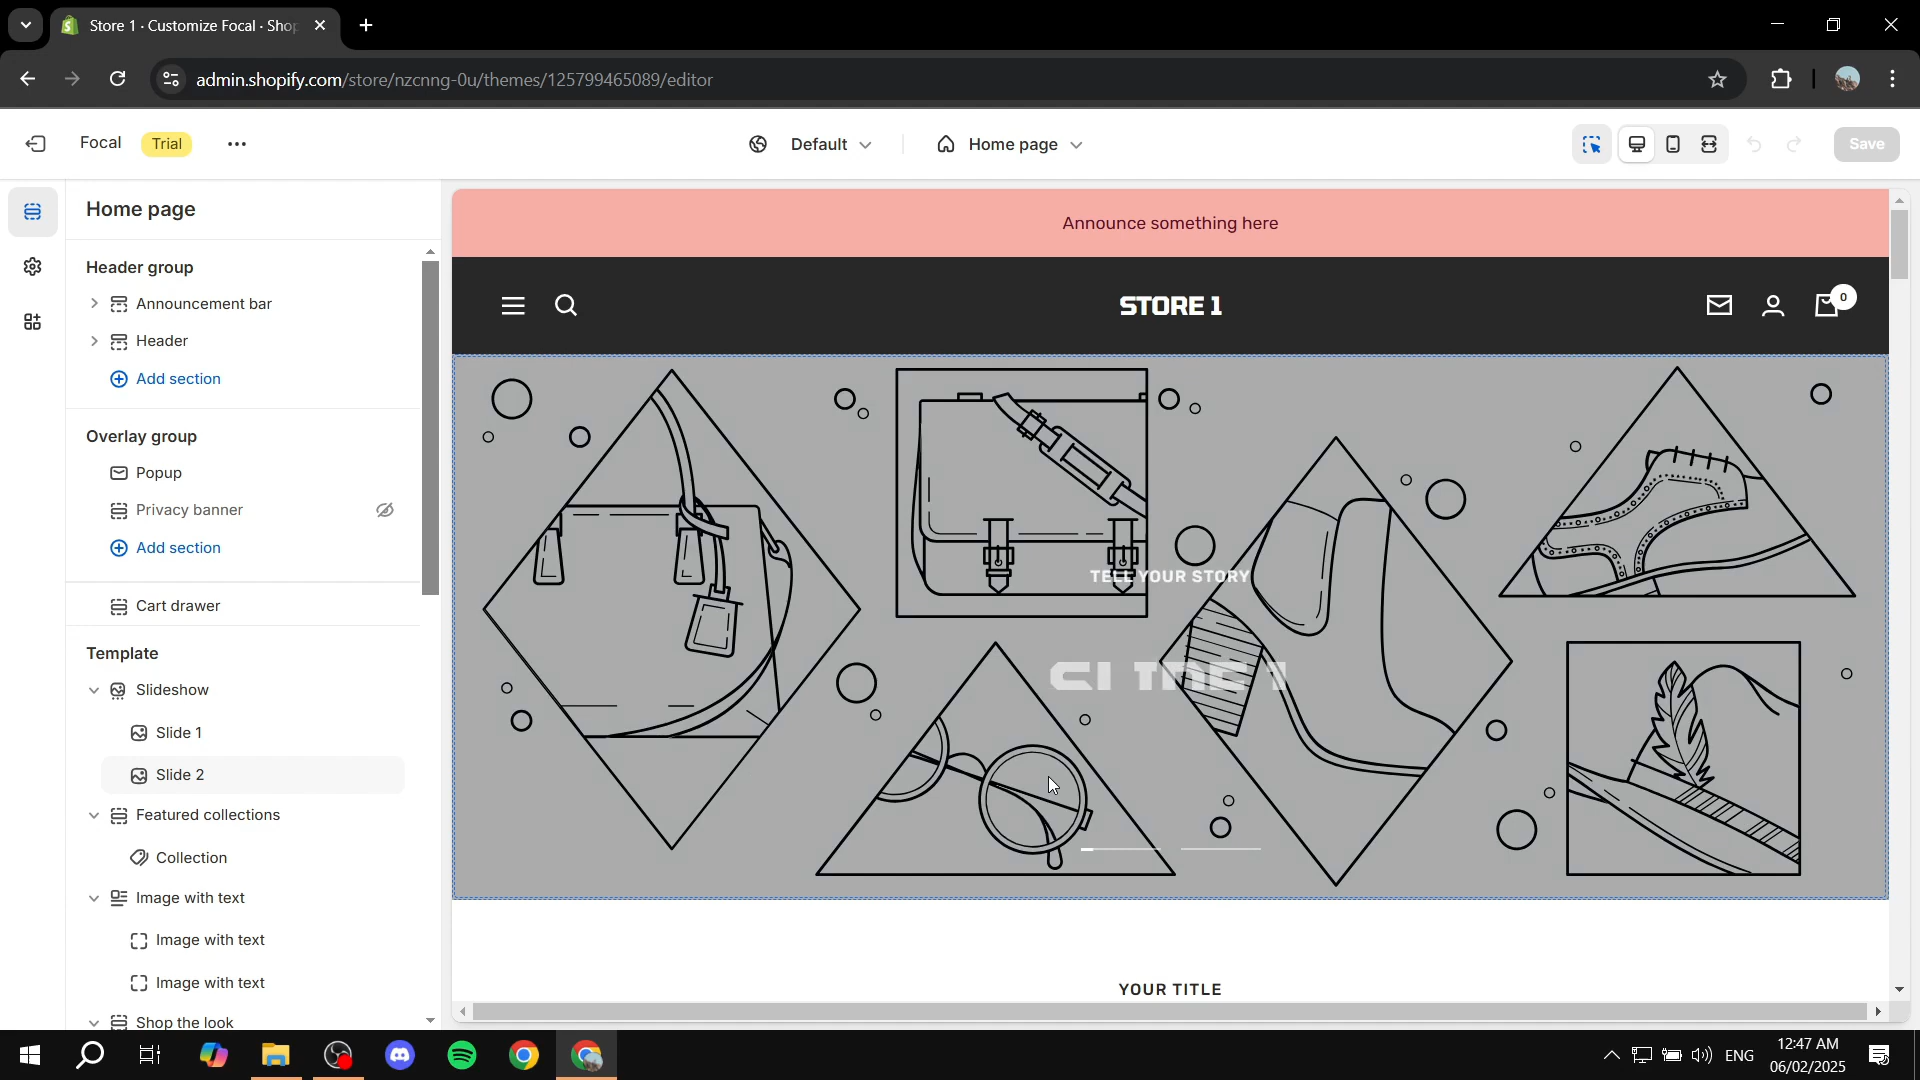 Store 1 · Customize Focal · Shop
admin.shopify.com/store/nzcnng-0u/themes/125799465089/editor
Focal
Trial
Default
Home page
Save
Home page
Header group
Announcement bar
Header
Add section
Overlay group
Popup
Privacy banner
Add section
Cart drawer
Template
Slideshow
Slide 1
Slide 2
Featured collections
Collection
Image with text
Image with text
Image with text
Shop the look
Announce something here
STORE 1
0
TELL YOUR STORY
YOUR TITLE
ENG
12:47 AM
06/02/2025